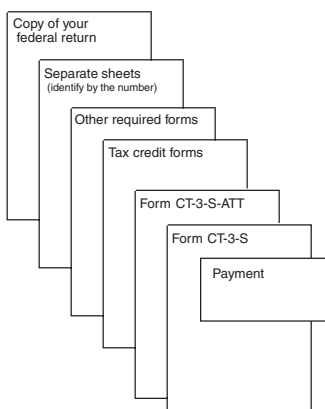 Copy of your
federal return
Separate sheets
(identify by the number)
Other required forms
Tax credit forms
Form CT-3-S-ATT
Form CT-3-S
Payment